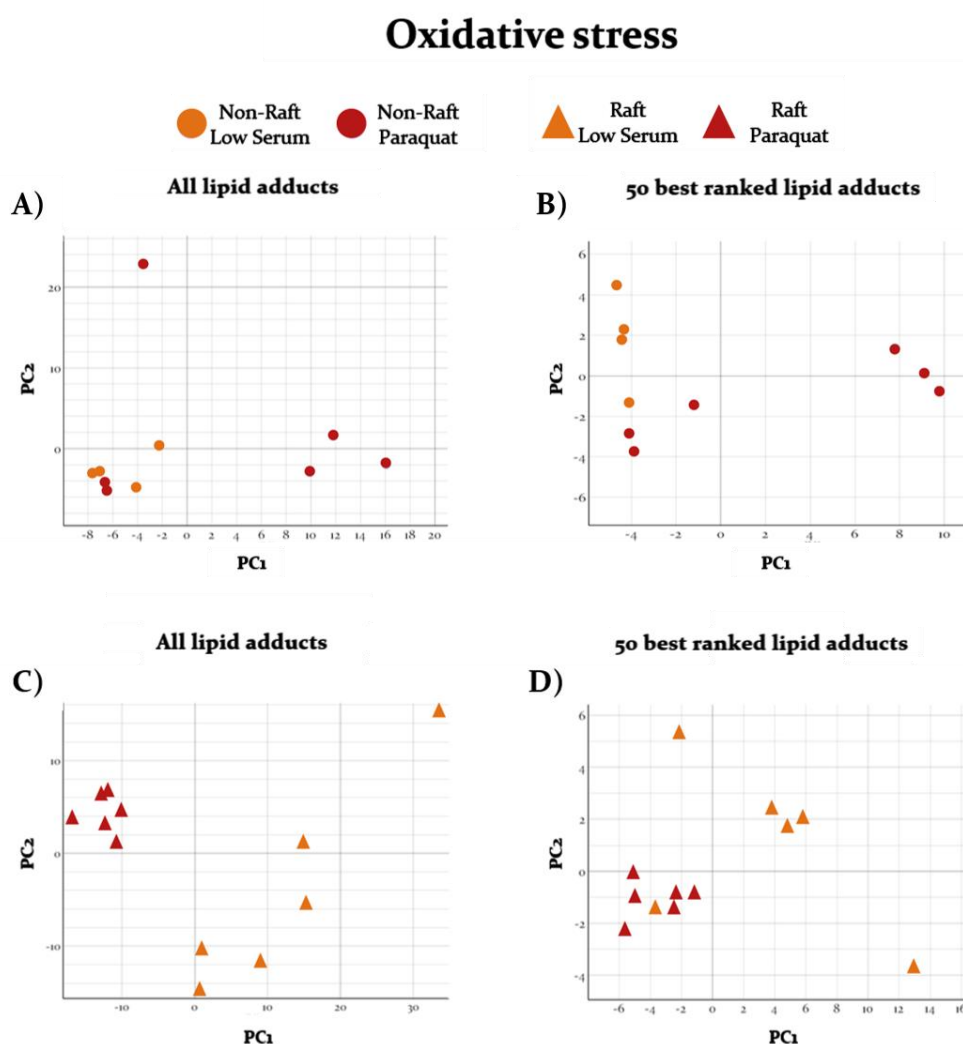 Oxidative stress
Non-Raft
Low Serum
Non-Raft
Paraquat
Raft
Low Serum
Raft
Paraquat
All lipid adducts
A)
20
10
0
PC2
-8 -6 -4 -2 0 2 4 6 8 10 12 14 16 18 20
PC1
50 best ranked lipid adducts
B)
6
4
2
0
-2
-4
-6
PC2
-4 -2 0 2 4 6 8 10
PC1
All lipid adducts
C)
10
0
-10
PC2
-10 0 10 20 30
PC1
50 best ranked lipid adducts
D)
6
4
2
0
-2
-4
PC2
-6 -4 -2 0 2 4 6 8 10 12 14 16
PC1